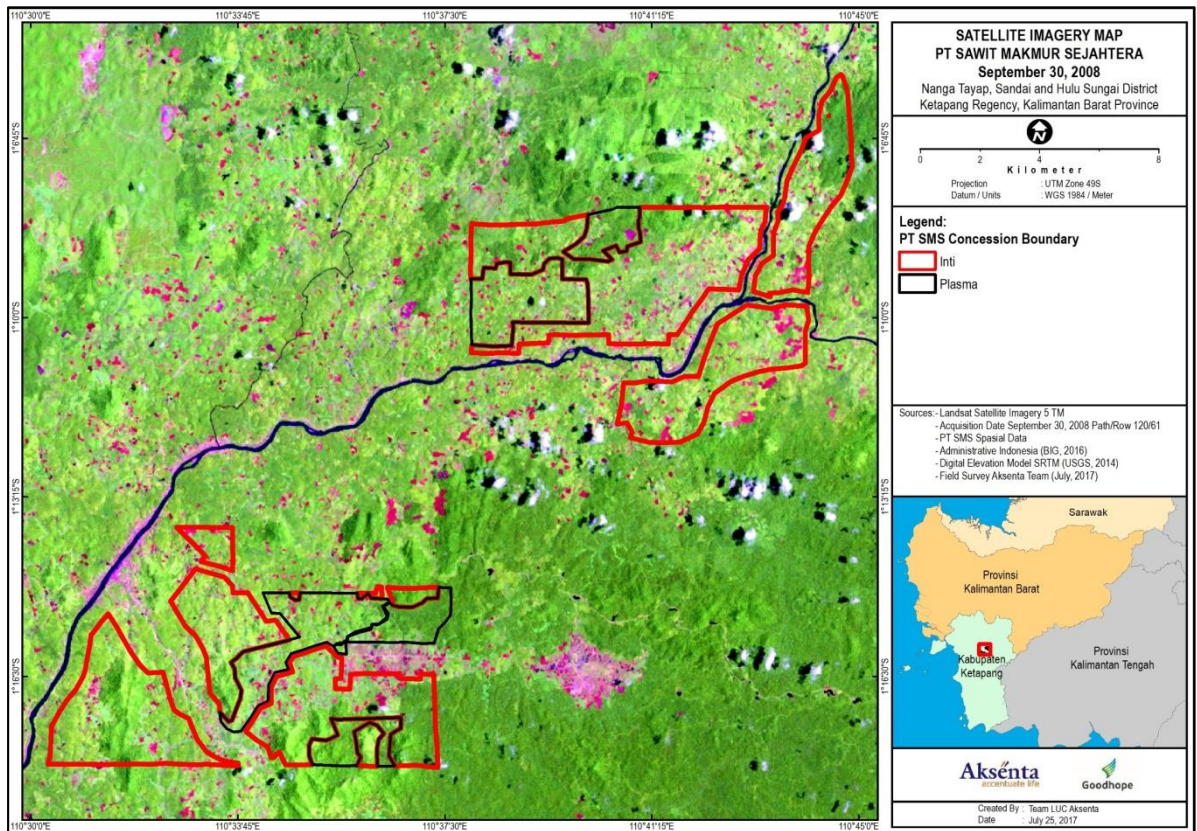 110°30'0"E 110°33'45"E 110°37'30"E 110°41'15"E 110°45'0"E
1°6'45"S 1°6'45"S
1°10'0"S 1°10'0"S
1°13'15"S 1°13'15"S
1°16'30"S 1°16'30"S
110°30'0"E 110°33'45"E 110°37'30"E 110°41'15"E 110°45'0"E
SATELLITE IMAGERY MAP
PT SAWIT MAKMUR SEJAHTERA
September 30, 2008
Nanga Tayap, Sandai and Hulu Sungai District
Ketapang Regency, Kalimantan Barat Province
N
0 2 4 8
Kilometer
Projection : UTM Zone 49S
Datum / Units : WGS 1984 / Meter
Legend:
PT SMS Concession Boundary
Inti
Plasma
Sources:- Landsat Satellite Imagery 5 TM
- Acquisition Date September 30, 2008 Path/Row 120/61
- PT SMS Spasial Data
- Administrative Indonesia (BIG, 2016)
- Digital Elevation Model SRTM (USGS, 2014)
- Field Survey Aksenta Team (July, 2017)
Sarawak
Provinsi
Kalimantan Barat
Provinsi
Kalimantan Tengah
Kabupaten
Ketapang
Aksénta
accentuate life
Goodhope
Created By : Team LUC Aksenta
Date : July 25, 2017